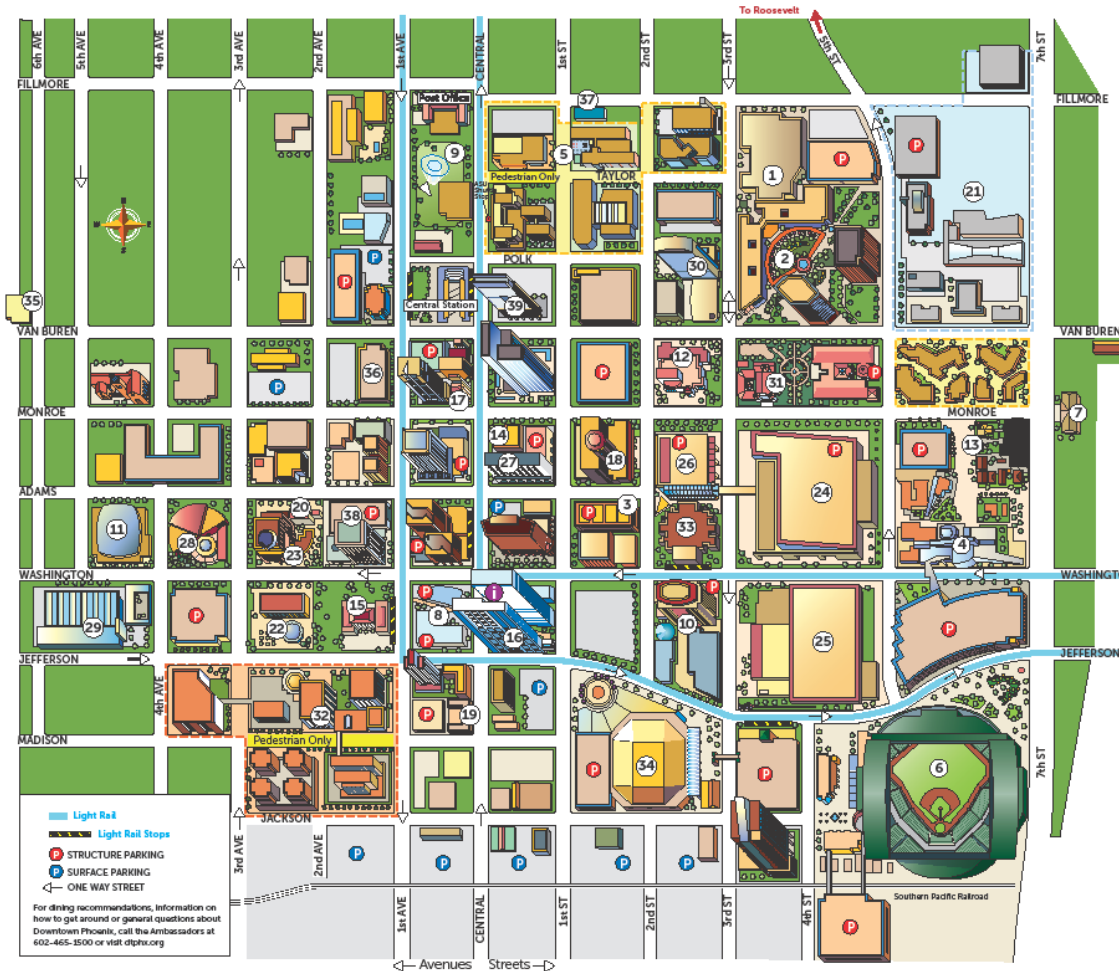 To Roosevelt
6th AVE
5th AVE
4th AVE
3rd AVE
2nd AVE
1st AVE
CENTRAL
1st ST
2nd ST
3rd ST
5th ST
7th ST
FILLMORE
FILLMORE
Post Office
37
9
5
1
P
P
21
Pedestrian Only
TAYLOR
ASU
Shuttle
Stop
N
W
E
S
2
POLK
30
P
P
35
Central Station
39
VAN BUREN
VAN BUREN
P
12
36
17
P
P
31
P
P
MONROE
MONROE
7
14
P
27
18
P
26
P
P
13
P
24
ADAMS
11
28
20
38
P
23
P
P
3
P
33
4
WASHINGTON
WASHINGT
29
P
22
15
8
P
P
i
16
P
10
25
P
JEFFERSON
JEFFERSON
4th AVE
32
19
P
P
P
34
P
P
6
MADISON
Pedestrian Only
7th ST
JACKSON
Light Rail
Light Rail Stops
P STRUCTURE PARKING
P SURFACE PARKING
ONE WAY STREET
For dining recommendations, information on
how to get around or general questions about
Downtown Phoenix, call the Ambassadors at
602-465-1500 or visit dtphx.org
P
P
P
P
P
Southern Pacific Railroad
3rd AVE
2nd AVE
1st AVE
CENTRAL
1st ST
2nd ST
3rd ST
4th ST
Avenues Streets